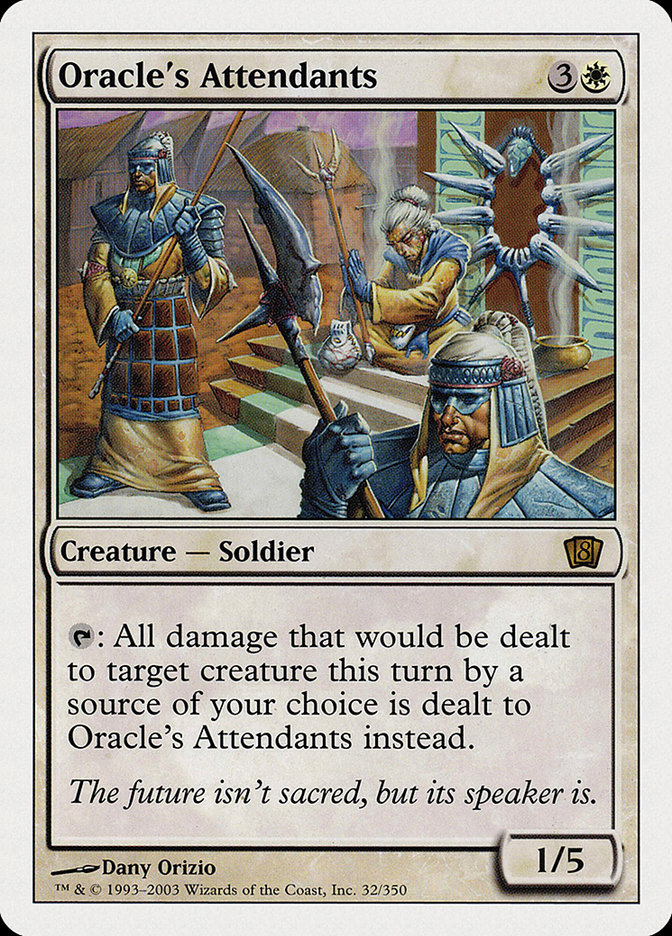 Oracle's Attendants 3
Creature — Soldier 8
: All damage that would be dealt
to target creature this turn by a
source of your choice is dealt to
Oracle's Attendants instead.
The future isn't sacred, but its speaker is.
1/5
Dany Orizio
™ & © 1993–2003 Wizards of the Coast, Inc. 32/350